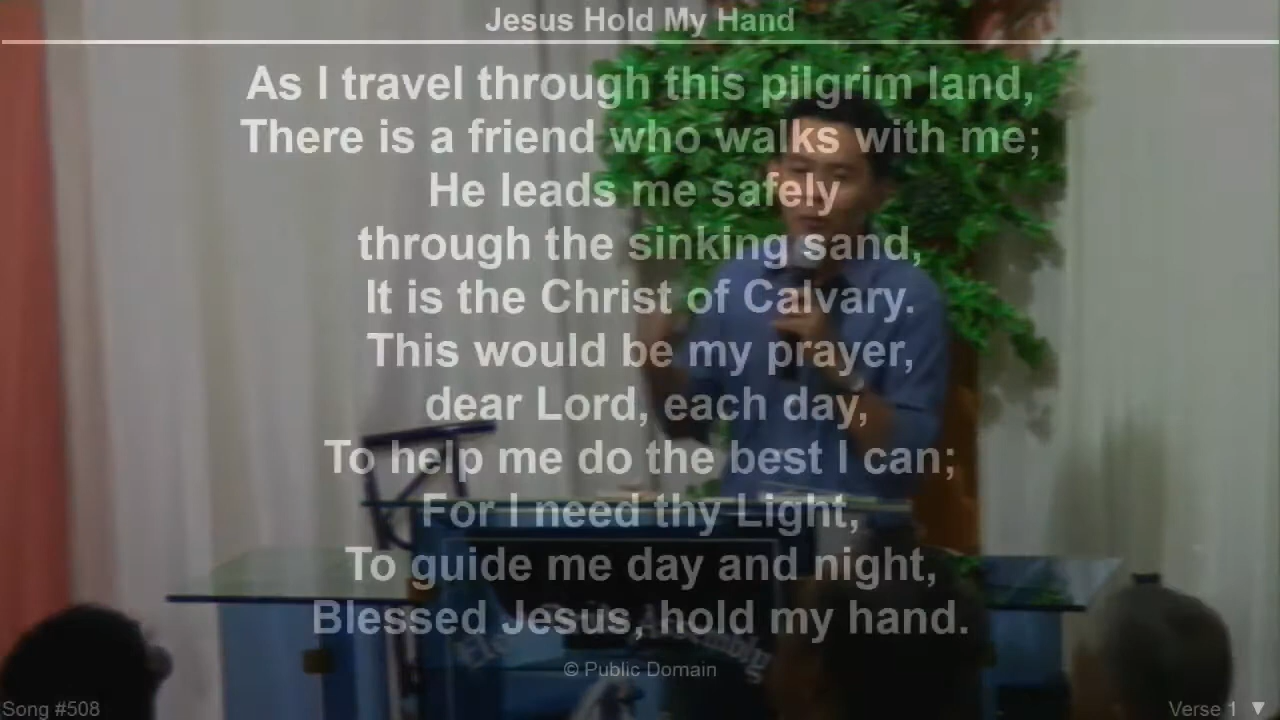 Jesus Hold My Hand
As I travel through this pilgrim land,
There is a friend who walks with me;
He leads me safely
through the sinking sand,
It is the Christ of Calvary.
This would be my prayer,
dear Lord, each day,
To help me do the best I can;
For I need thy Light,
To guide me day and night,
Blessed Jesus, hold my hand.
© Public Domain
Song #508
Verse 1 ▼